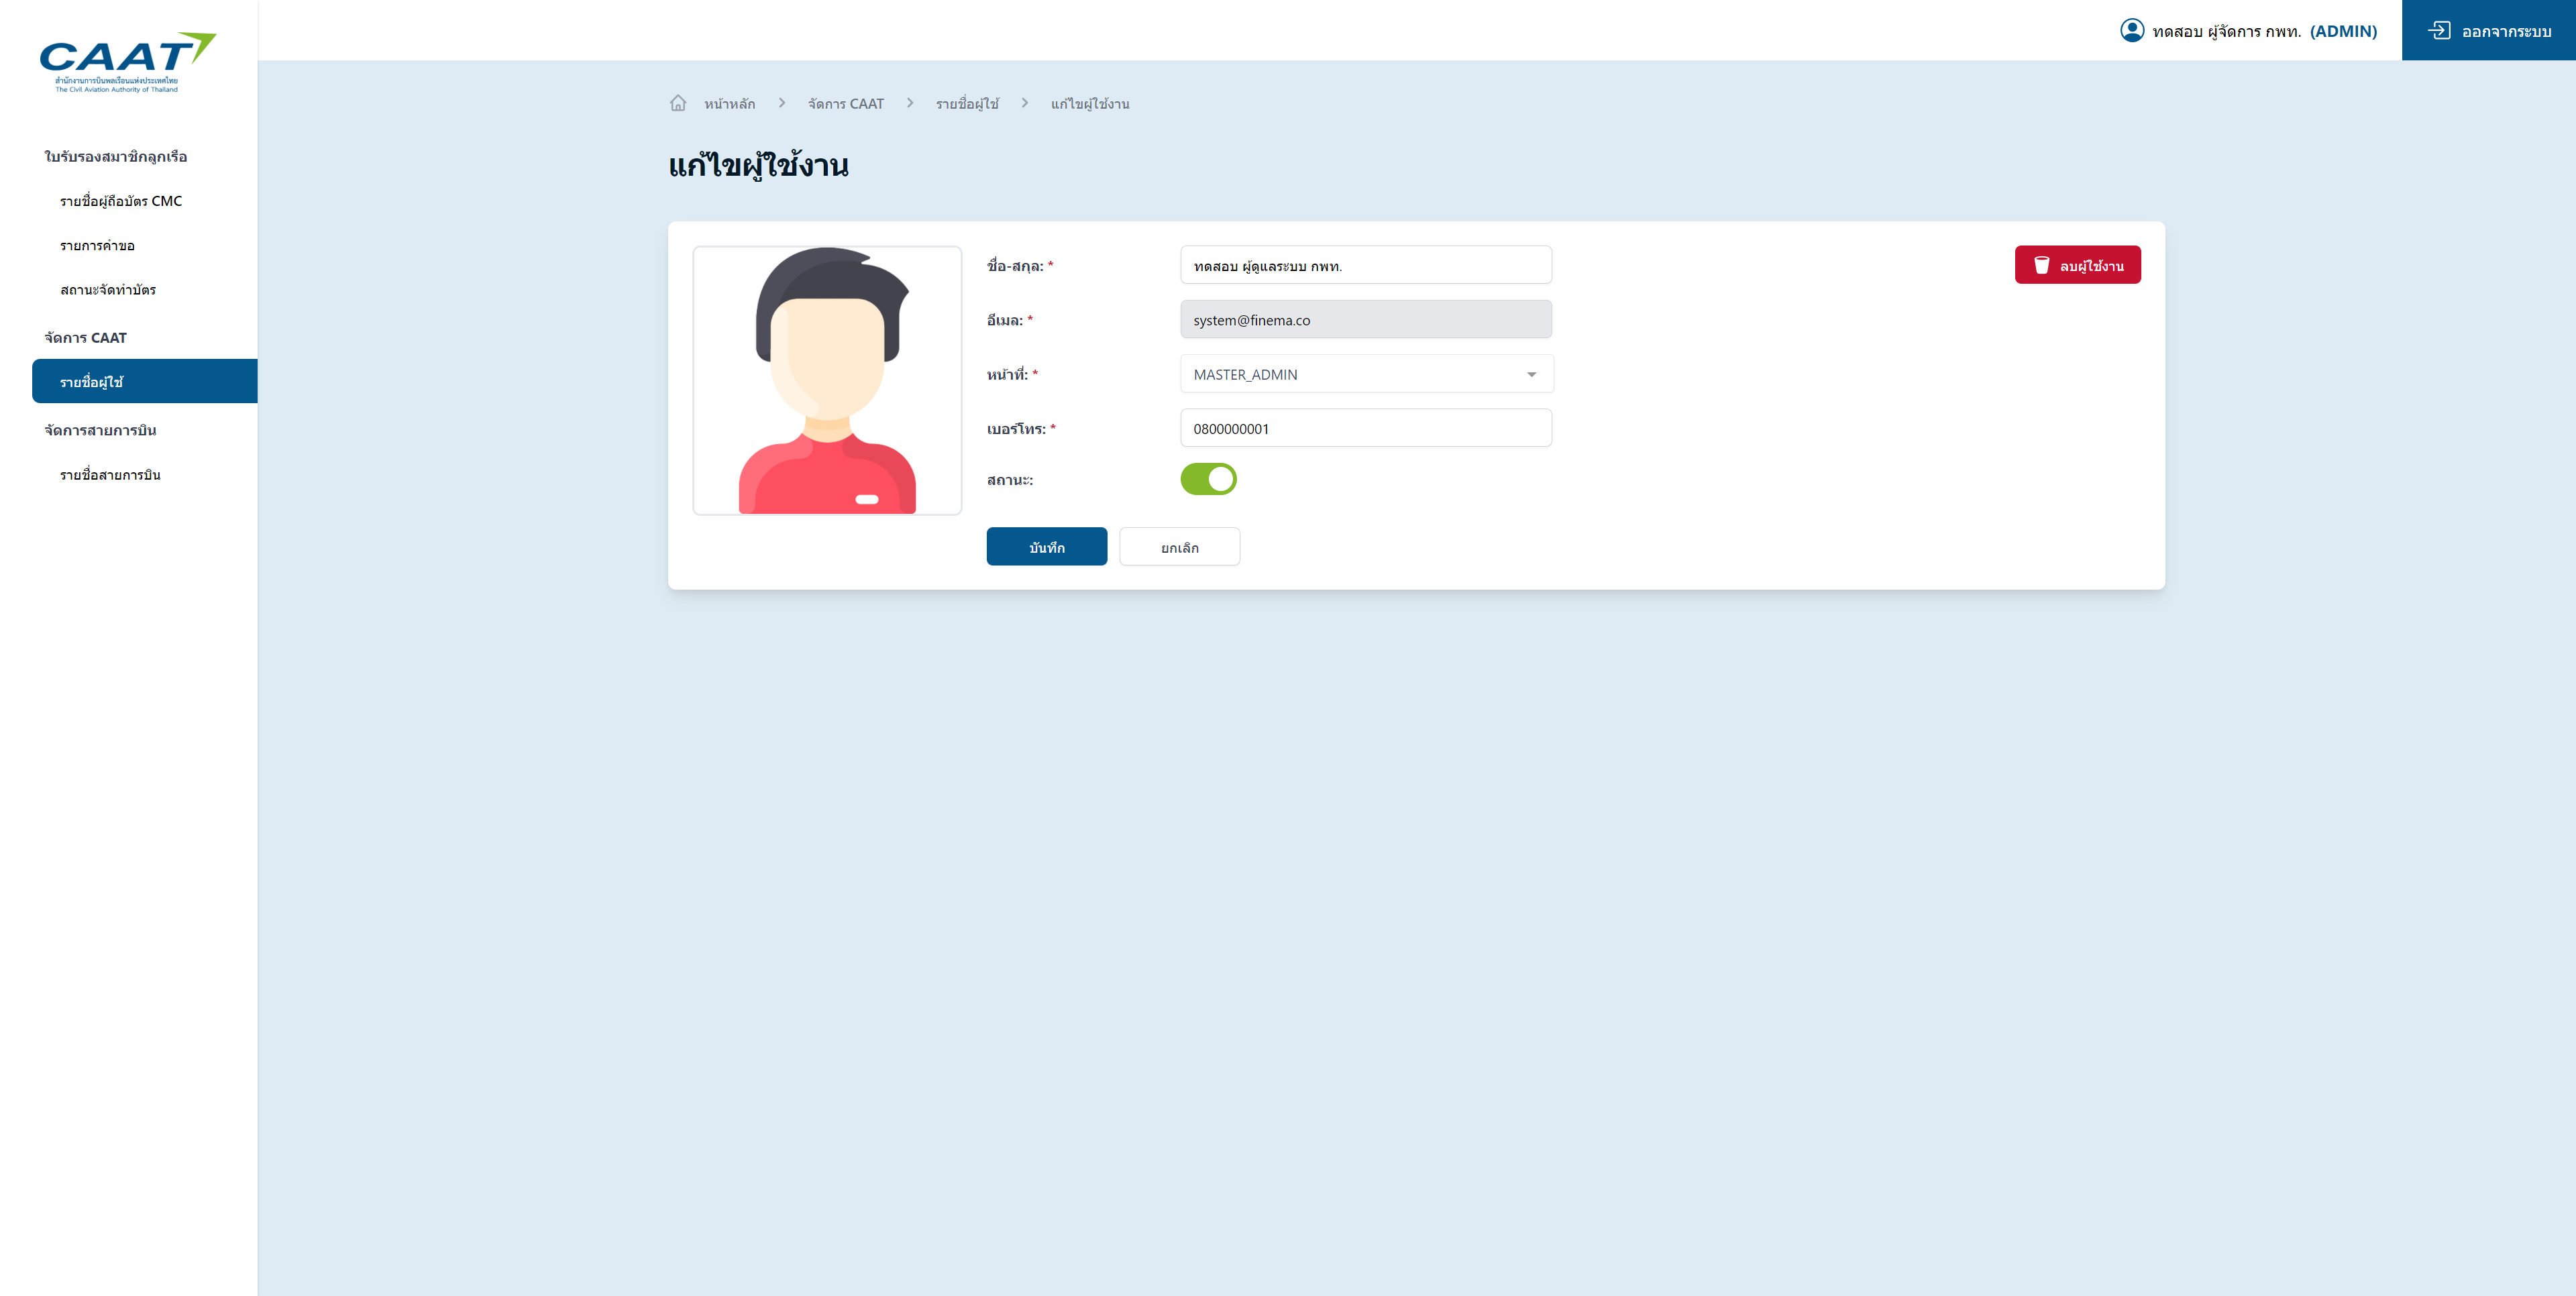 CAAT
สำนักงานการบินพลเรือนแห่งประเทศไทย
The Civil Aviation Authority of Thailand
ทดสอบ ผู้จัดการ กพท. (ADMIN)
ออกจากระบบ
ใบรับรองสมาชิกลูกเรือ
รายชื่อผู้ถือบัตร CMC
รายการคำขอ
สถานะจัดทำบัตร
จัดการ CAAT
รายชื่อผู้ใช้
จัดการสายการบิน
รายชื่อสายการบิน
หน้าหลัก > จัดการ CAAT > รายชื่อผู้ใช้ > แก้ไขผู้ใช้งาน
แก้ไขผู้ใช้งาน
ชื่อ-สกุล: * ทดสอบ ผู้ดูแลระบบ กพท.
ลบผู้ใช้งาน
อีเมล: * system@finema.co
หน้าที่: * MASTER_ADMIN
เบอร์โทร: * 0800000001
สถานะ:
บันทึก ยกเลิก